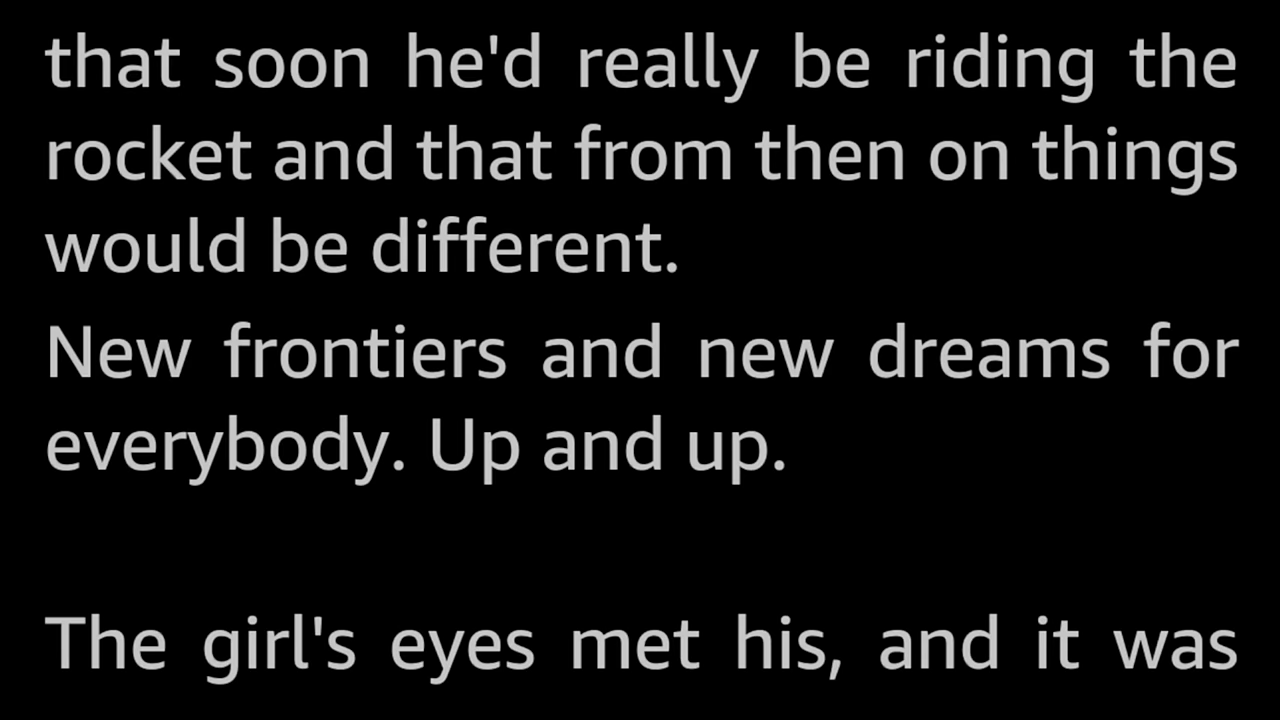 that soon he'd really be riding the
rocket and that from then on things
would be different.
New frontiers and new dreams for
everybody. Up and up.
The girl's eyes met his, and it was